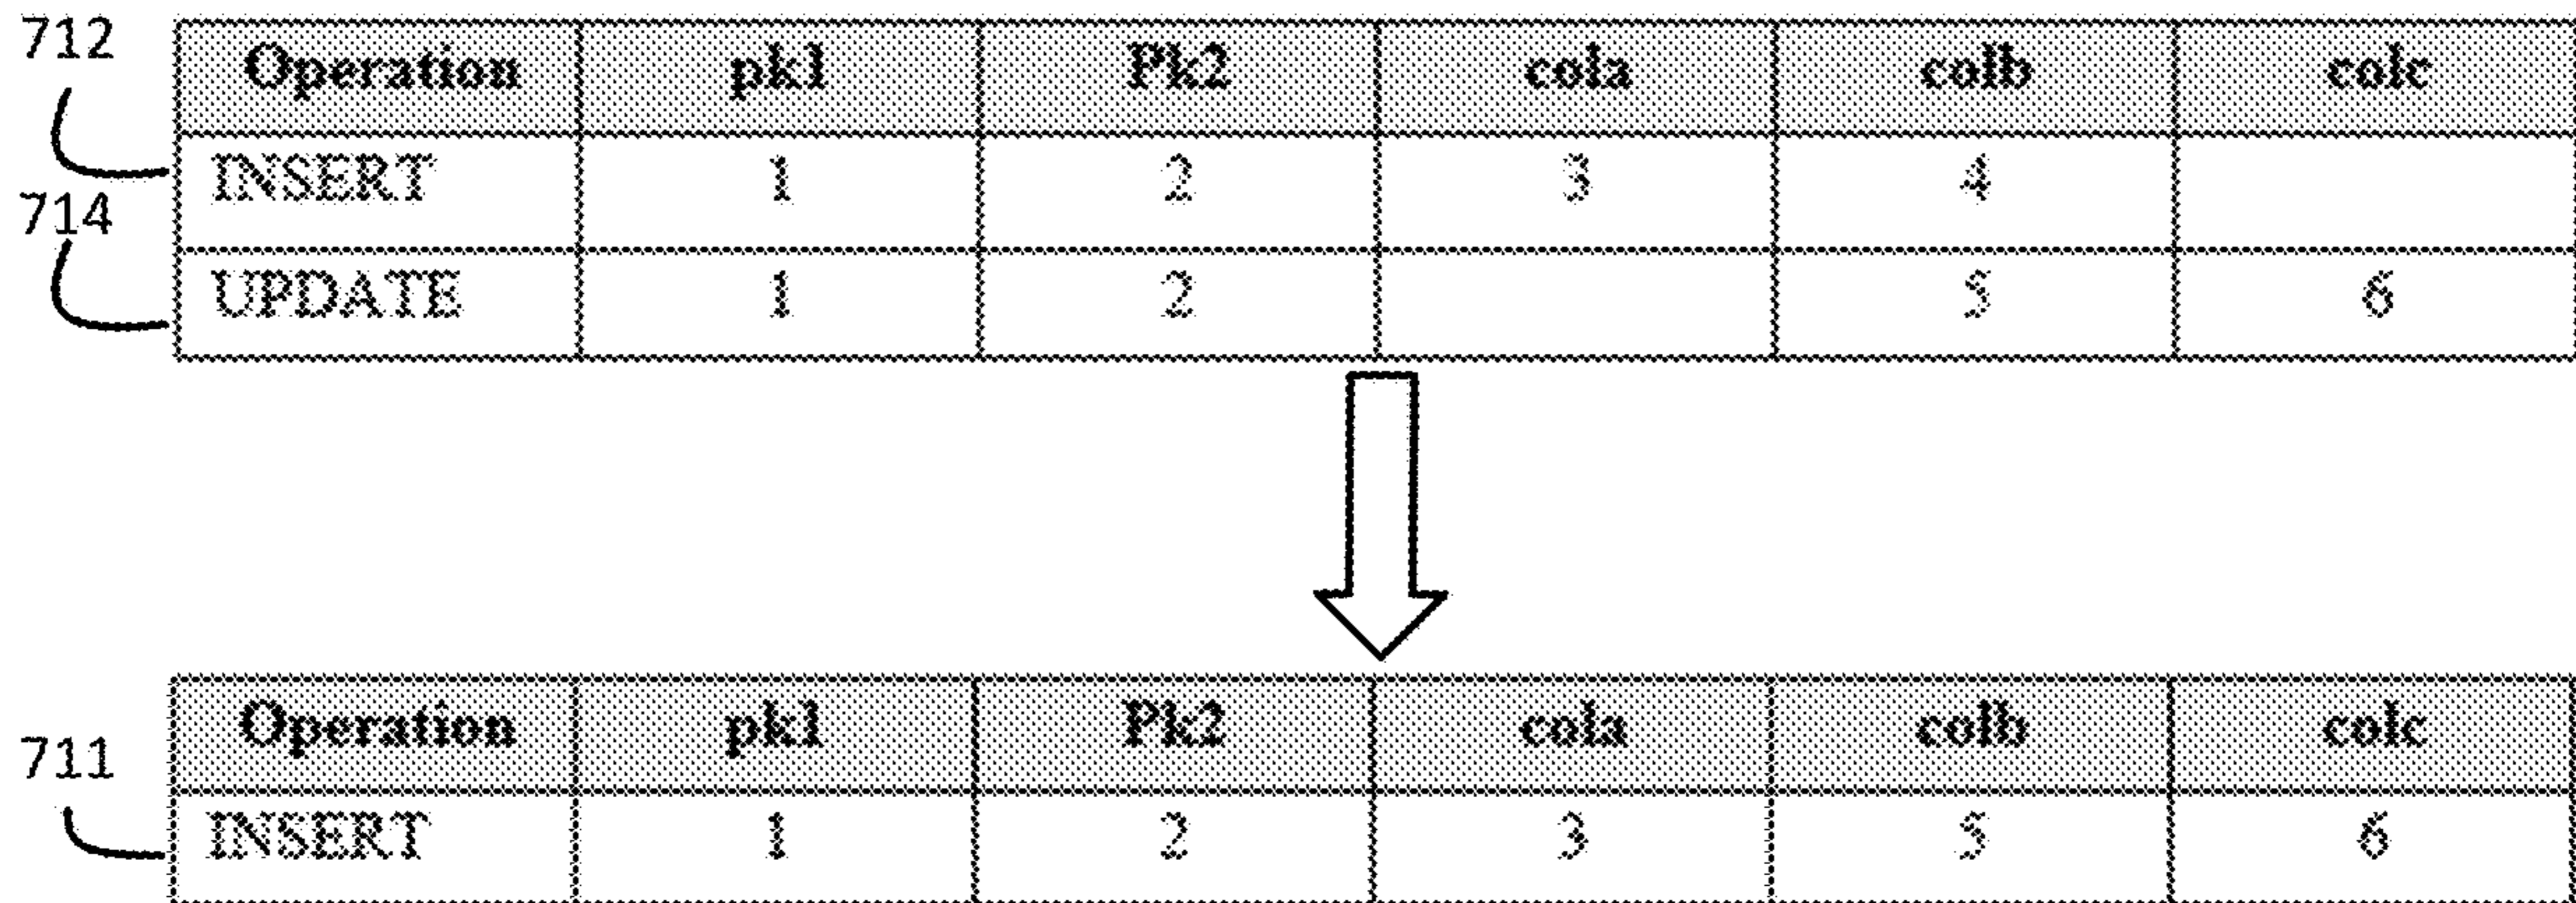 712
Operation pk1 Pk2 cola colb colc
INSERT 1 2 3 4
714
UPDATE 1 2 5 6
Operation pk1 Pk2 cola colb colc
711
INSERT 1 2 3 5 6